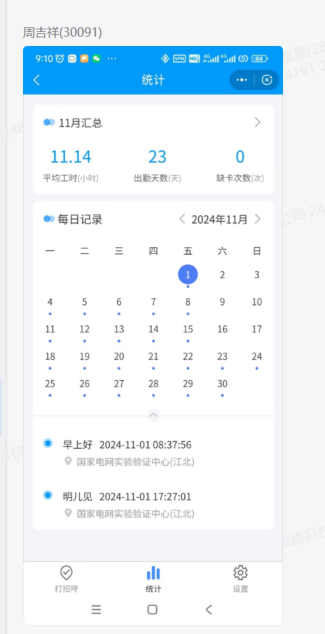 周吉祥(30091)
9:10
统计
11月汇总
11.14 23 0
平均工时(小时) 出勤天数(天) 缺卡次数(次)
每日记录 2024年11月
一 二 三 四 五 六 日
1 2 3
4 5 6 7 8 9 10
11 12 13 14 15 16 17
18 19 20 21 22 23 24
25 26 27 28 29 30
早上好 2024-11-01 08:37:56
国家电网实验验证中心(江北)
明儿见 2024-11-01 17:27:01
国家电网实验验证中心(江北)
打招呼 统计 设置